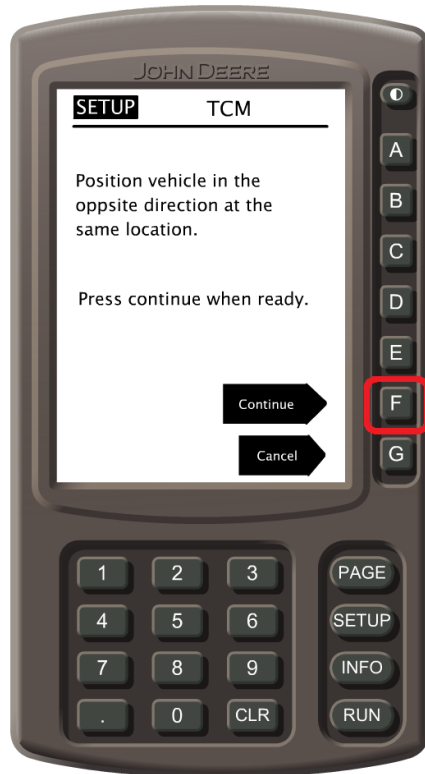 JOHN DEERE
SETUP TCM
Position vehicle in the
oppsite direction at the
same location.
Press continue when ready.
Continue
Cancel
A
B
C
D
E
F
G
1 2 3 PAGE
4 5 6 SETUP
7 8 9 INFO
. 0 CLR RUN